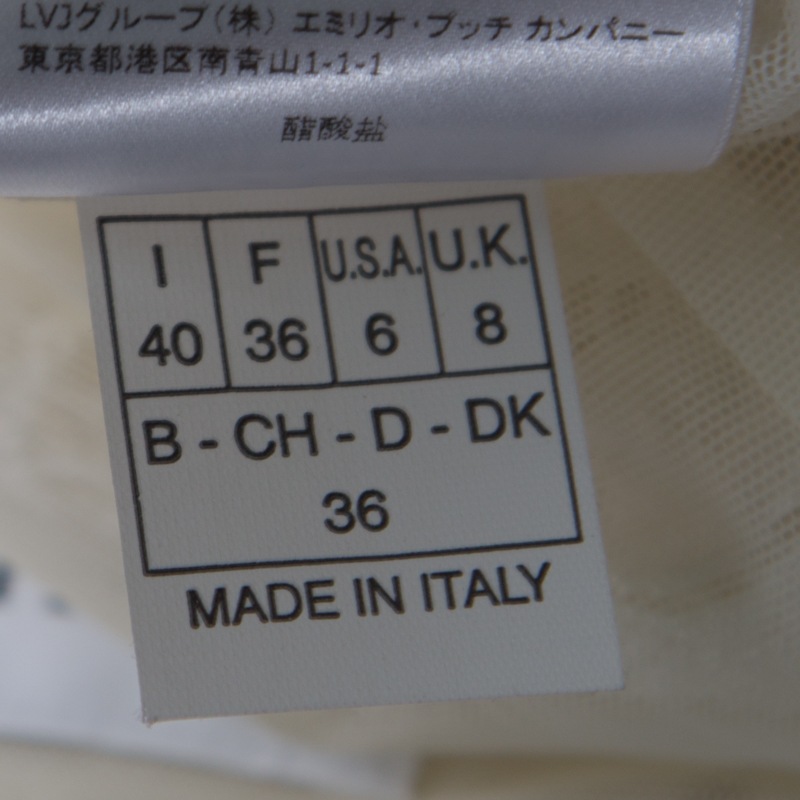 LVJグループ(株) エミリオ・プッチ カンパニー
東京都港区南青山1-1-1
醋酸盐
I F U.S.A. U.K.
40 36 6 8
B - CH - D - DK
36
MADE IN ITALY